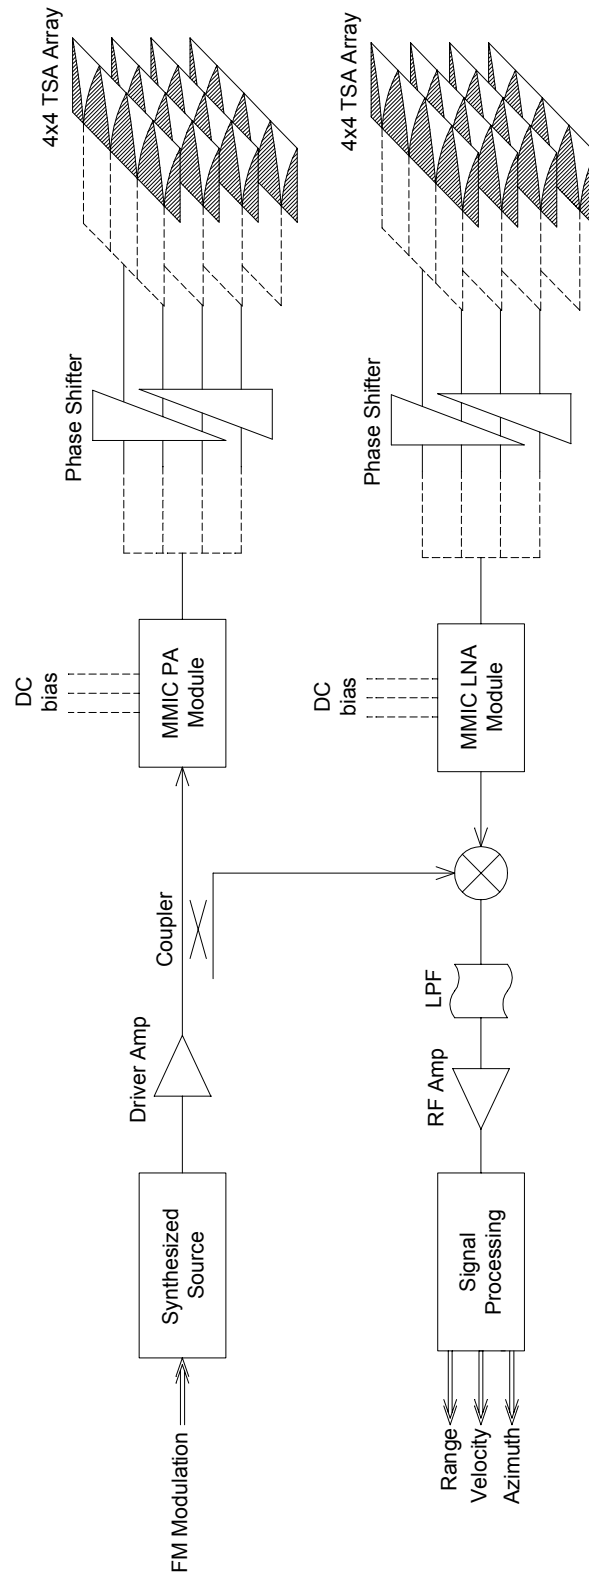 FM Modulation
Synthesized
Source
Driver Amp
Coupler
DC
bias
MMIC PA
Module
Phase Shifter
4x4 TSA Array
Range
Velocity
Azimuth
Signal
Processing
RF Amp
LPF
DC
bias
MMIC LNA
Module
Phase Shifter
4x4 TSA Array